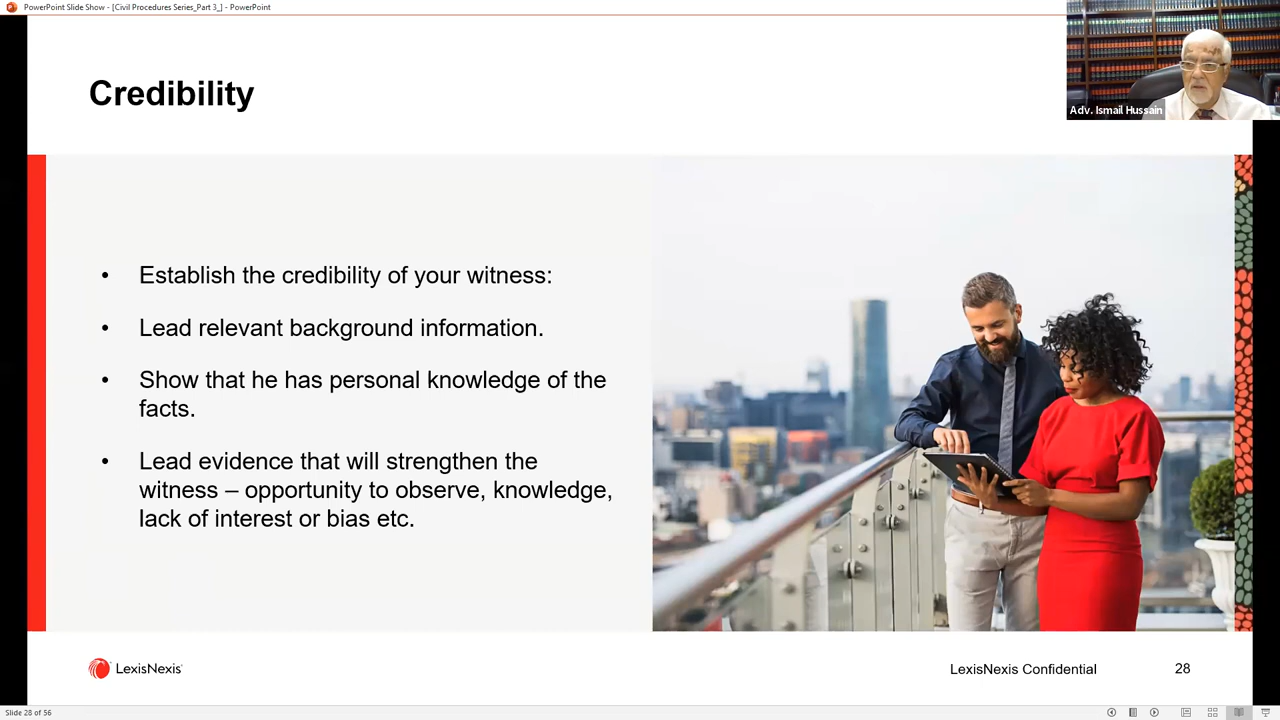 PowerPoint Slide Show - [Civil Procedures Series_Part 3_] - PowerPoint
Adv. Ismail Hussain
Credibility
• Establish the credibility of your witness:
• Lead relevant background information.
• Show that he has personal knowledge of the
facts.
• Lead evidence that will strengthen the
witness – opportunity to observe, knowledge,
lack of interest or bias etc.
LexisNexis
LexisNexis Confidential
28
Slide 28 of 56